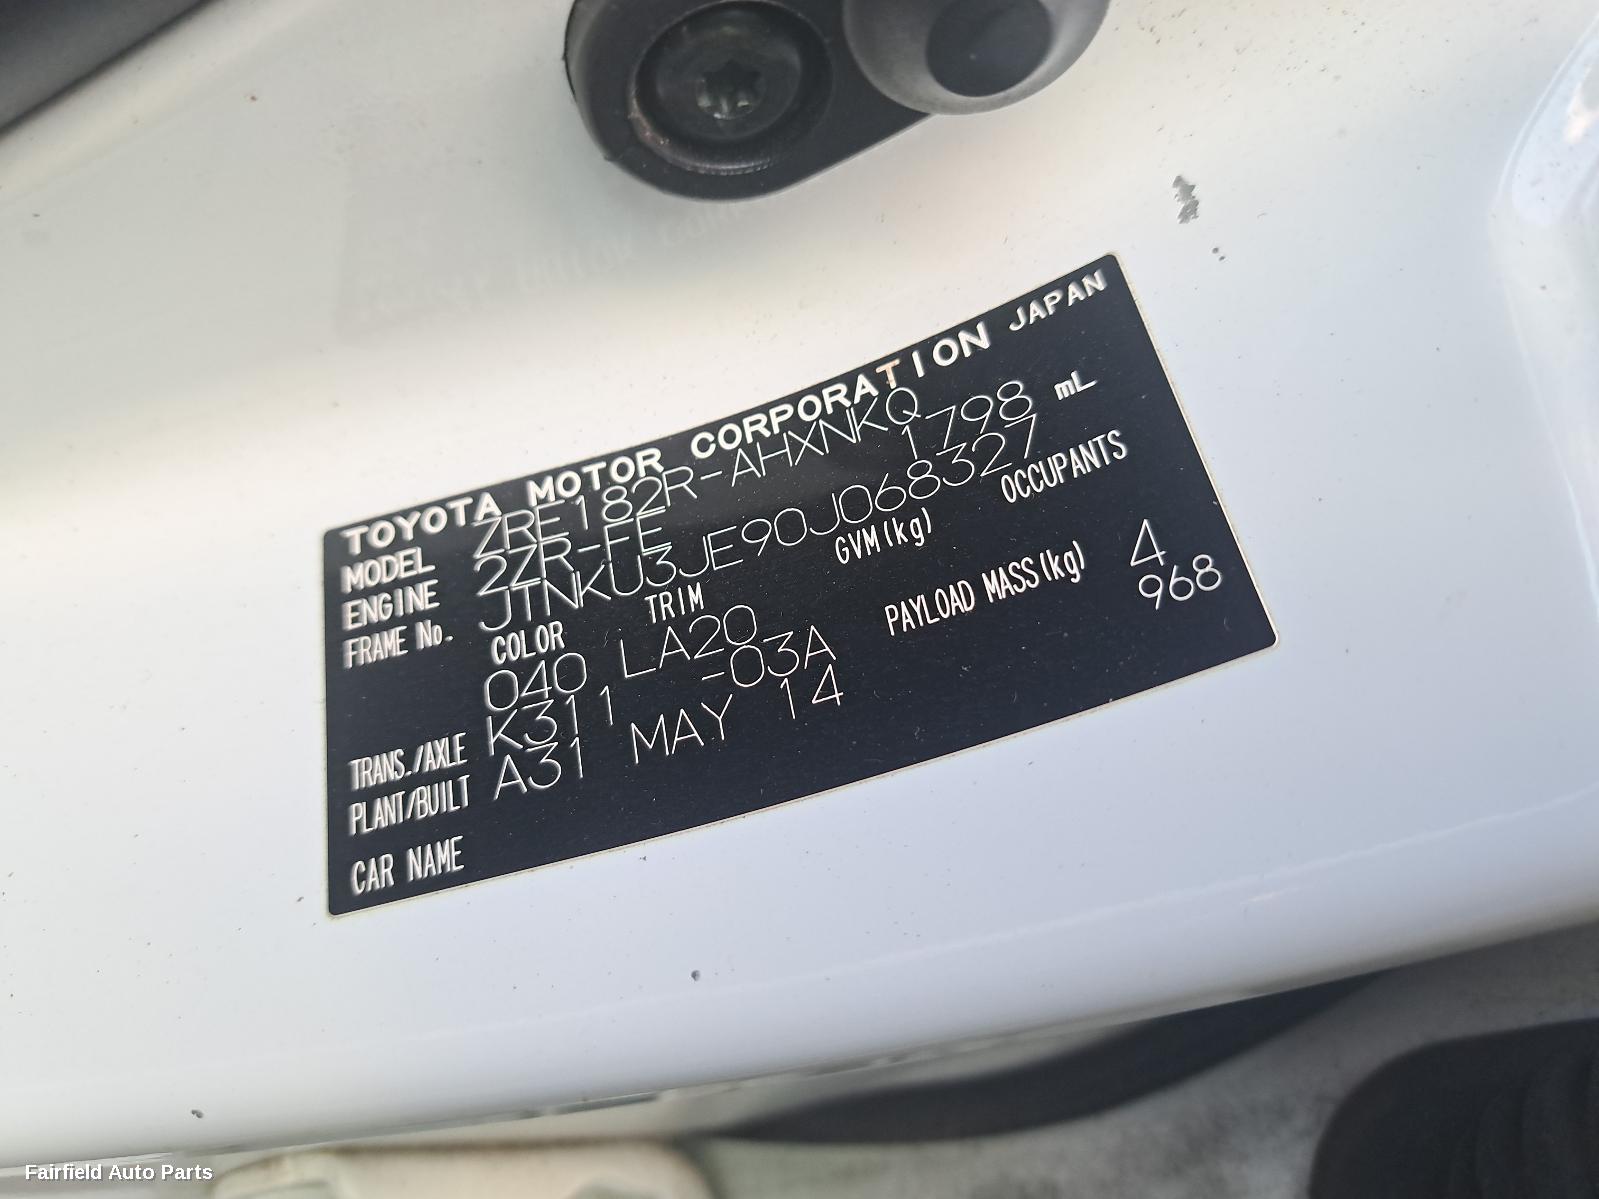 TOYOTA MOTOR CORPORATION JAPAN
MODEL ZRE182R-AHXNKQ
ENGINE 2ZR-FE 1798 mL
FRAME No. JTNKU3JE90J068327
COLOR TRIM GVM(kg) OCCUPANTS
040 LA20 4
TRANS./AXLE K311 -03A PAYLOAD MASS(kg) 968
PLANT/BUILT A31 MAY 14
CAR NAME
Fairfield Auto Parts